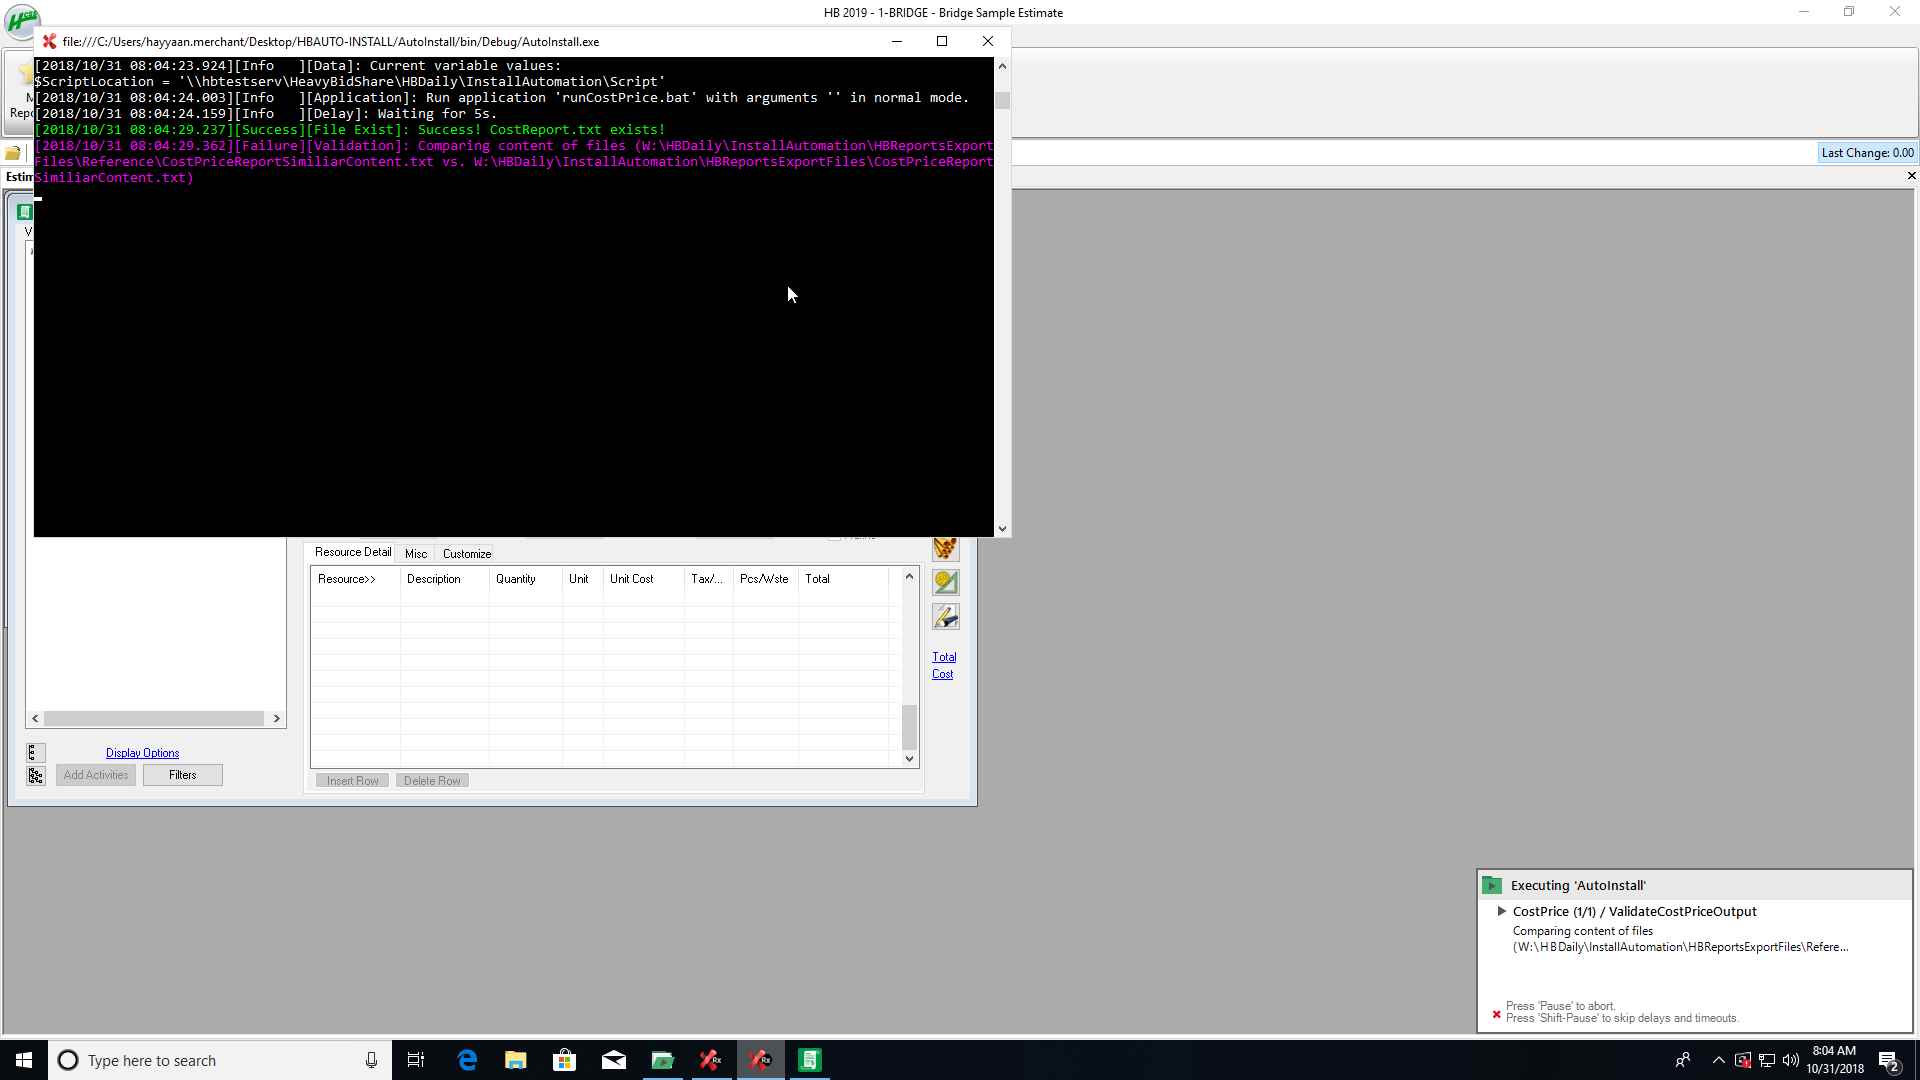 HB 2019 - 1-BRIDGE - Bridge Sample Estimate
file:///C:/Users/hayyaan.merchant/Desktop/HBAUTO-INSTALL/AutoInstall/bin/Debug/AutoInstall.exe
[2018/10/31 08:04:23.924][Info   ][Data]: Current variable values:
$ScriptLocation = '\\hbtestserv\HeavyBidShare\HBDaily\InstallAutomation\Script'
[2018/10/31 08:04:24.003][Info   ][Application]: Run application 'runCostPrice.bat' with arguments '' in normal mode.
[2018/10/31 08:04:24.159][Info   ][Delay]: Waiting for 5s.
[2018/10/31 08:04:29.237][Success][File Exist]: Success! CostReport.txt exists!
[2018/10/31 08:04:29.362][Failure][Validation]: Comparing content of files (W:\HBDaily\InstallAutomation\HBReportsExport
Files\Reference\CostPriceReportSimiliarContent.txt vs. W:\HBDaily\InstallAutomation\HBReportsExportFiles\CostPriceReport
SimiliarContent.txt)
Last Change: 0.00
Resource Detail Misc Customize
Resource>> Description Quantity Unit Unit Cost Tax/... Pcs/Wste Total
Total
Cost
Insert Row Delete Row
Display Options
Add Activities Filters
Executing 'AutoInstall'
CostPrice (1/1) / ValidateCostPriceOutput
Comparing content of files
(W:\HBDaily\InstallAutomation\HBReportsExportFiles\Refere...
Press 'Pause' to abort.
Press 'Shift-Pause' to skip delays and timeouts.
Type here to search
8:04 AM
10/31/2018
2